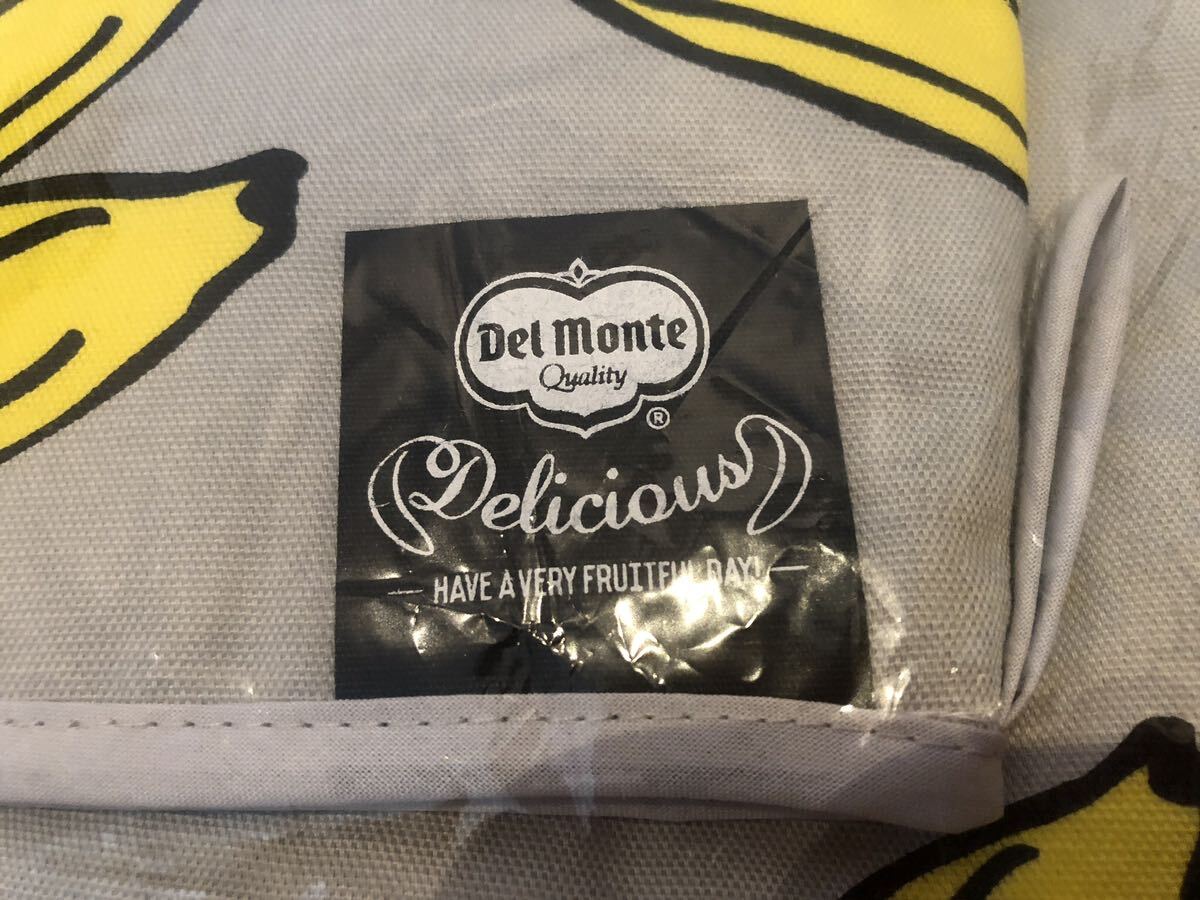 Del Monte
Quality
®
Delicious
HAVE A VERY FRUITFUL DAY!